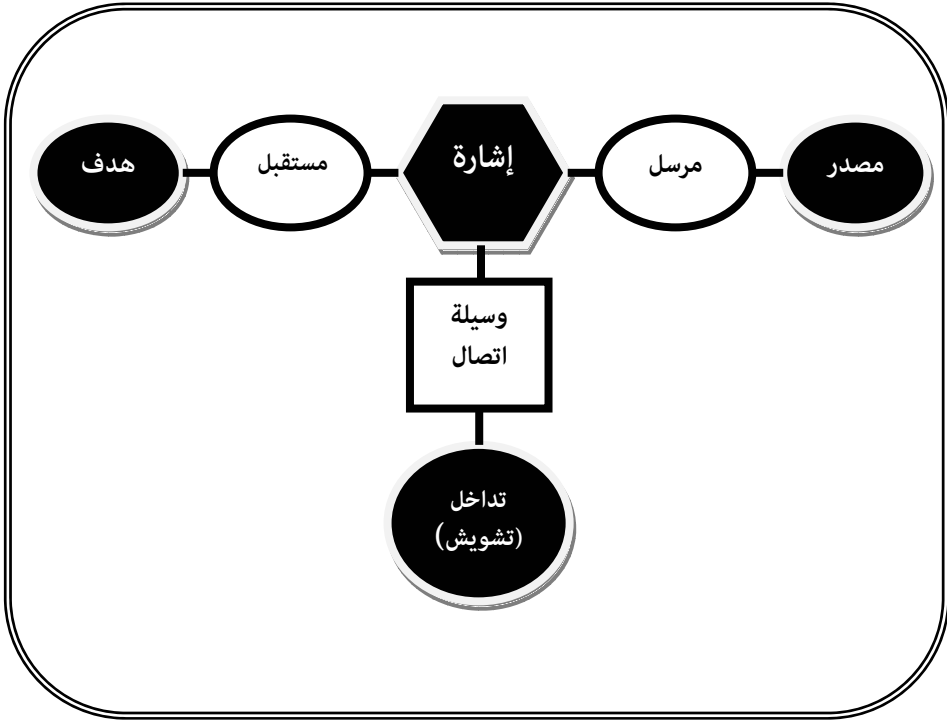 مصدر
مرسل
إشارة
مستقبل
هدف
وسيلة
اتصال
تداخل
(تشويش)